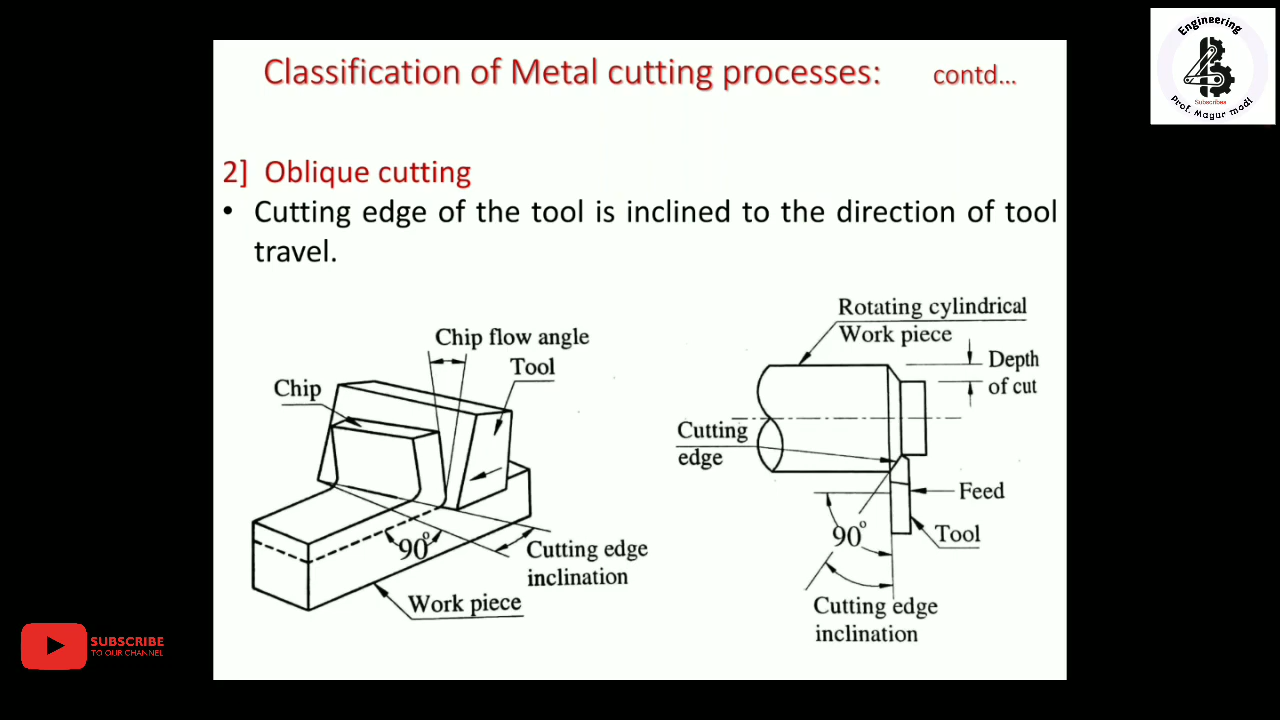 Engineering
Subscribes
Prof. Mayur modi
Classification of Metal cutting processes: contd...
2] Oblique cutting
• Cutting edge of the tool is inclined to the direction of tool
travel.
Chip flow angle
Tool
Chip
90°
Cutting edge
inclination
Work piece
Rotating cylindrical
Work piece
Depth
of cut
Cutting
edge
Feed
90°
Tool
Cutting edge
inclination
SUBSCRIBE
TO OUR CHANNEL